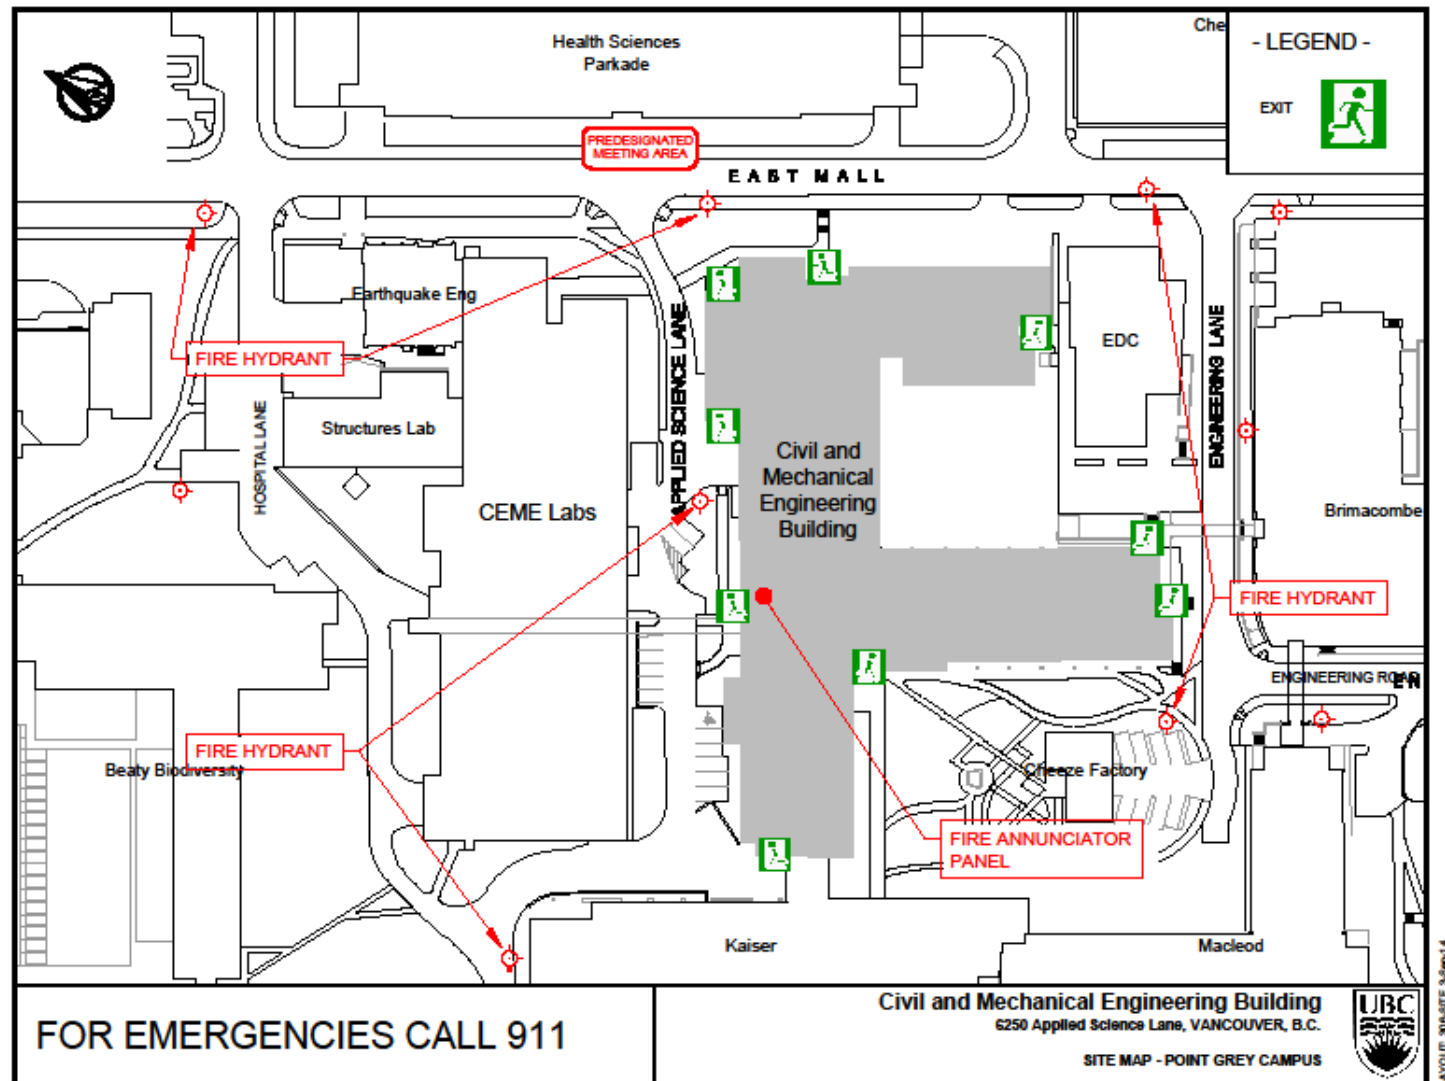 Health Sciences
Parkade
Che
- LEGEND -
EXIT
PREDESIGNATED
MEETING AREA
EAST MALL
Earthquake Eng
FIRE HYDRANT
APPLIED SCIENCE LANE
EDC
ENGINEERING LANE
HOSPITAL LANE
Structures Lab
CEME Labs
Civil and
Mechanical
Engineering
Building
Brimacombe
FIRE HYDRANT
ENGINEERING ROAD
EN
FIRE HYDRANT
Beaty Biodiversity
Cheeze Factory
FIRE ANNUNCIATOR
PANEL
Kaiser
Macleod
FOR EMERGENCIES CALL 911
Civil and Mechanical Engineering Building
6250 Applied Science Lane, VANCOUVER, B.C.
SITE MAP - POINT GREY CAMPUS
UBC